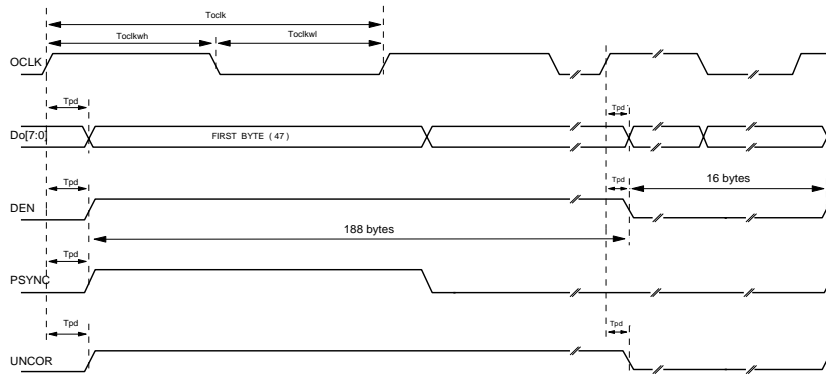 Toclk
Toclkwh
Toclkwl
OCLK
Tpd
Tpd
Do[7:0]
FIRST BYTE ( 47 )
Tpd
Tpd
16 bytes
DEN
188 bytes
Tpd
PSYNC
Tpd
Tpd
UNCOR